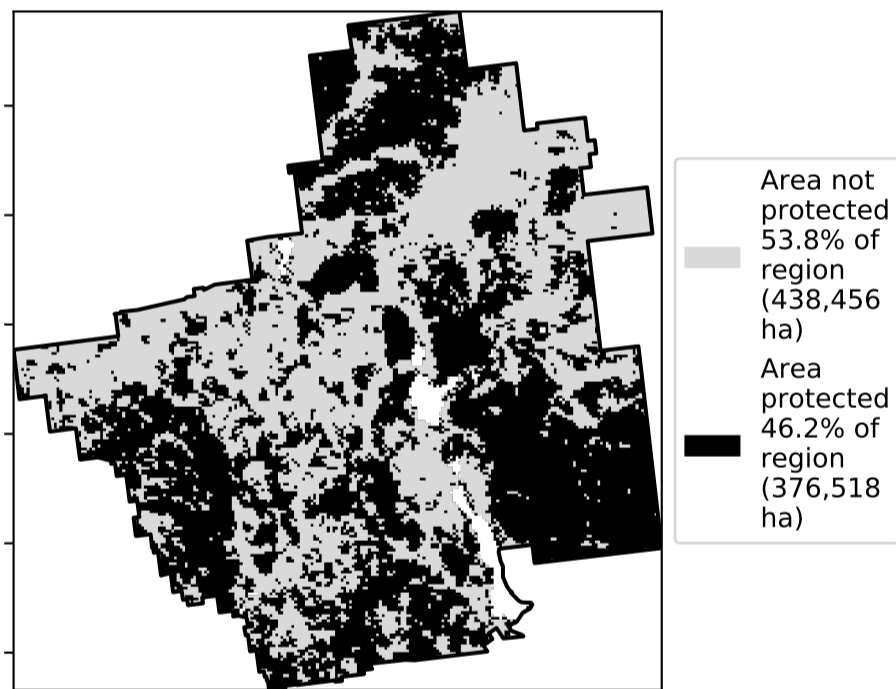 Area not
protected
53.8% of
region
(438,456
ha)
Area
protected
46.2% of
region
(376,518
ha)